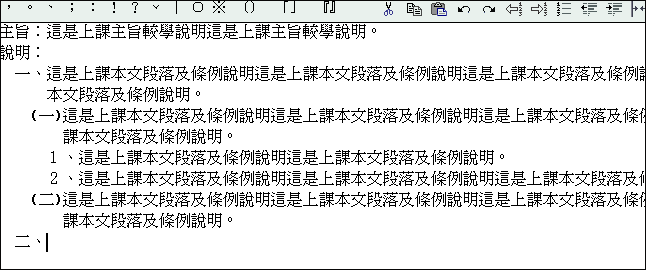 ， 。 、 ； ： ！ ？ ˇ │ ○ ※ () 「」 『』
主旨：這是上課主旨較學說明這是上課主旨較學說明。
說明：
一、這是上課本文段落及條例說明這是上課本文段落及條例說明這是上課本文段落及條例說
本文段落及條例說明。
(一)這是上課本文段落及條例說明這是上課本文段落及條例說明這是上課本文段落及條
課本文段落及條例說明。
１、這是上課本文段落及條例說明這是上課本文段落及條例說明。
２、這是上課本文段落及條例說明這是上課本文段落及條例說明這是上課本文段落及條
(二)這是上課本文段落及條例說明這是上課本文段落及條例說明這是上課本文段落及條
課本文段落及條例說明。
二、